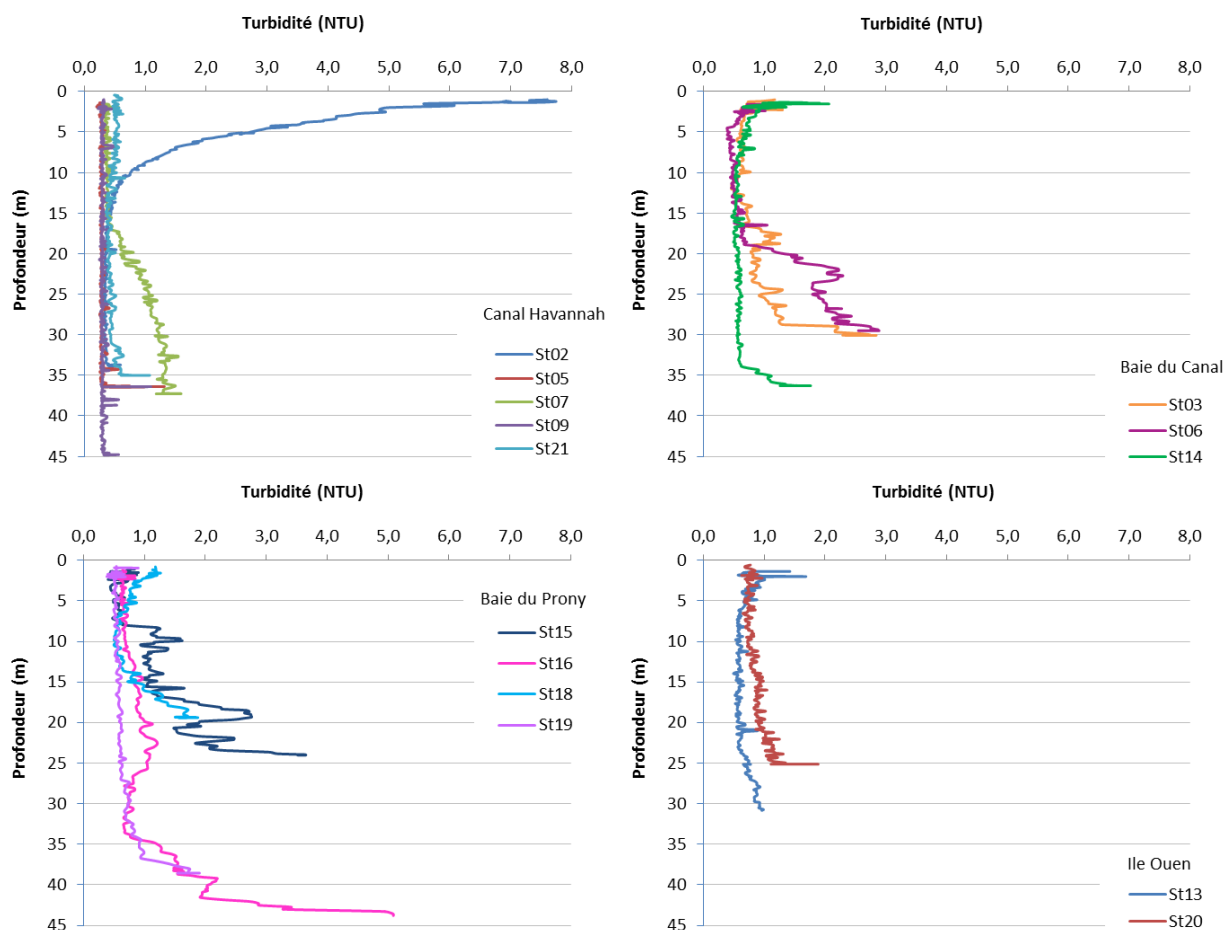 Turbidité (NTU)
0,0 1,0 2,0 3,0 4,0 5,0 6,0 7,0 8,0
0
5
10
15
20
25
30
35
40
45
Profondeur (m)
Canal Havannah
St02
St05
St07
St09
St21
Turbidité (NTU)
0,0 1,0 2,0 3,0 4,0 5,0 6,0 7,0 8,0
0
5
10
15
20
25
30
35
40
45
Profondeur (m)
Baie du Canal
St03
St06
St14
Turbidité (NTU)
0,0 1,0 2,0 3,0 4,0 5,0 6,0 7,0 8,0
0
5
10
15
20
25
30
35
40
45
Profondeur (m)
Baie du Prony
St15
St16
St18
St19
Turbidité (NTU)
0,0 1,0 2,0 3,0 4,0 5,0 6,0 7,0 8,0
0
5
10
15
20
25
30
35
40
45
Profondeur (m)
Ile Ouen
St13
St20